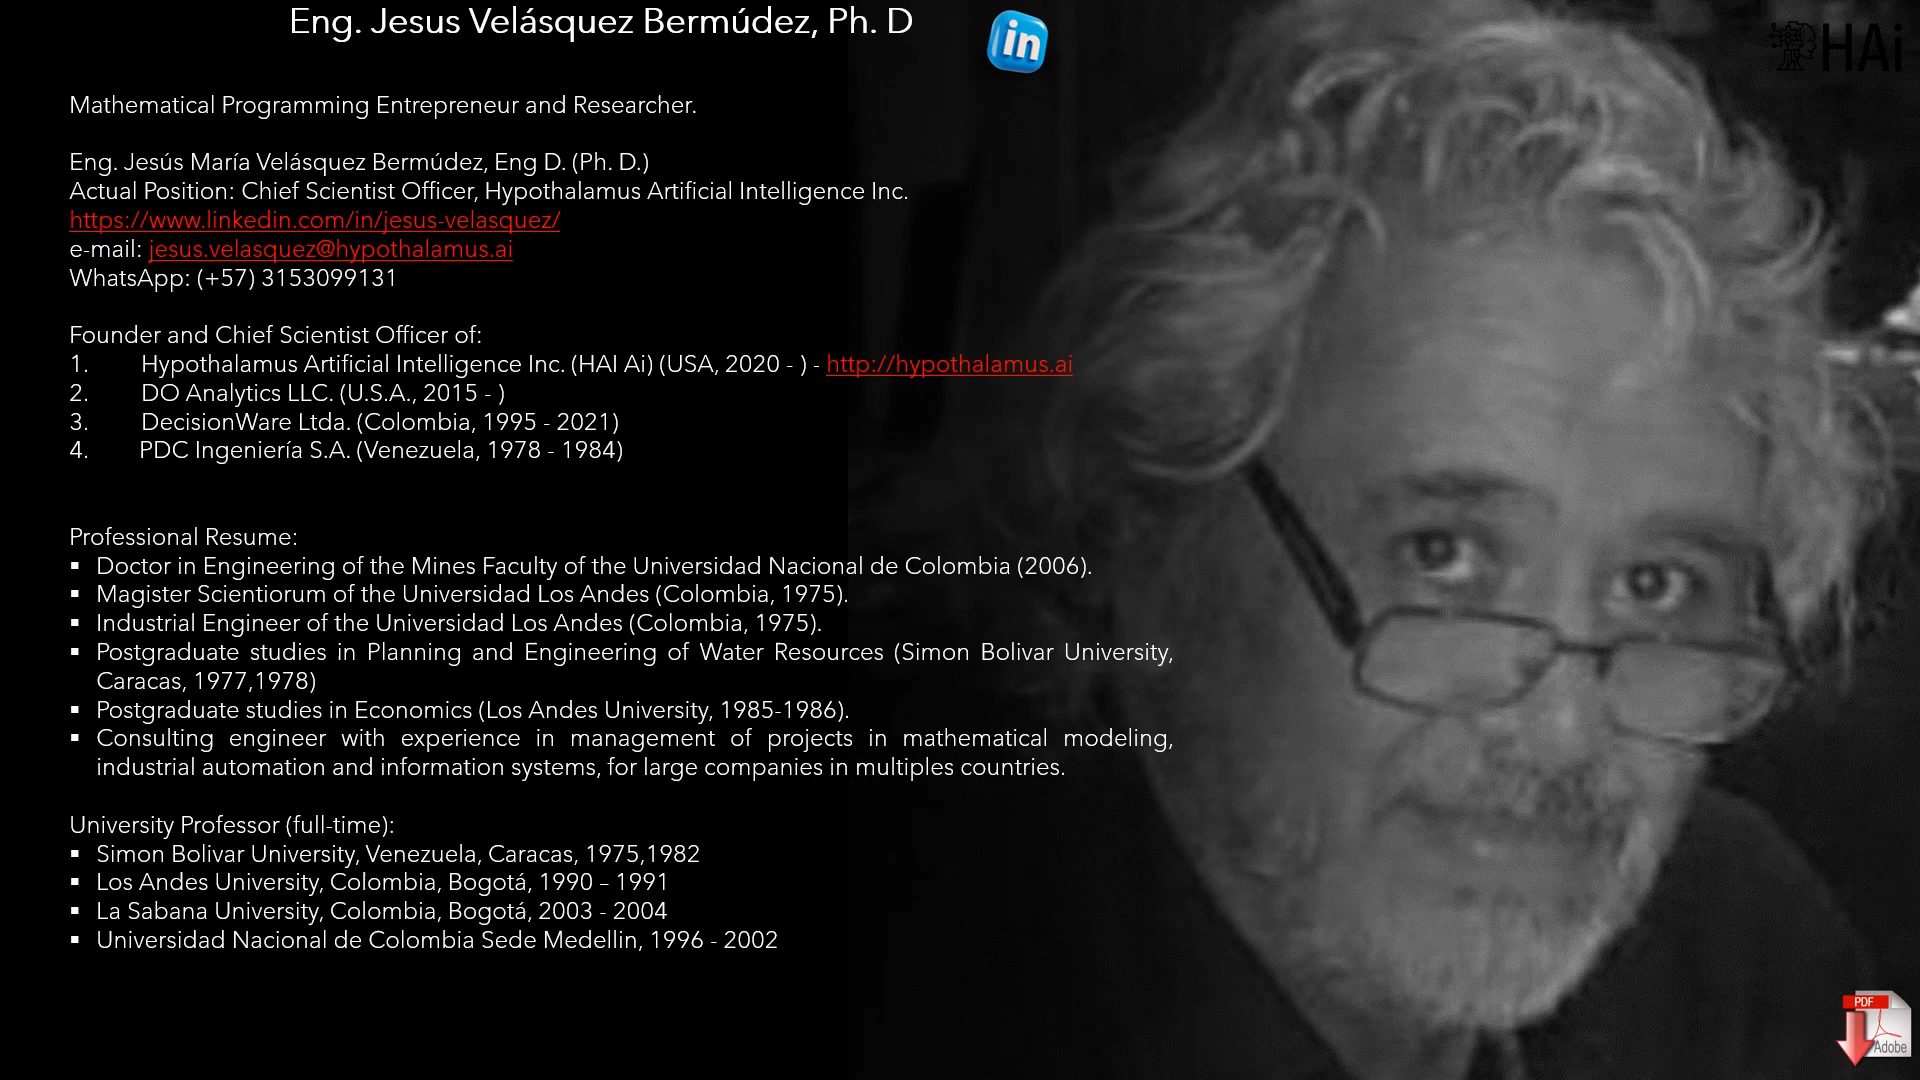 Eng. Jesus Velásquez Bermúdez, Ph. D
in
HAi
Mathematical Programming Entrepreneur and Researcher.
Eng. Jesús María Velásquez Bermúdez, Eng D. (Ph. D.)
Actual Position: Chief Scientist Officer, Hypothalamus Artificial Intelligence Inc.
https://www.linkedin.com/in/jesus-velasquez/
e-mail: jesus.velasquez@hypothalamus.ai
WhatsApp: (+57) 3153099131
Founder and Chief Scientist Officer of:
1. Hypothalamus Artificial Intelligence Inc. (HAI Ai) (USA, 2020 - ) - http://hypothalamus.ai
2. DO Analytics LLC. (U.S.A., 2015 - )
3. DecisionWare Ltda. (Colombia, 1995 - 2021)
4. PDC Ingeniería S.A. (Venezuela, 1978 - 1984)
Professional Resume:
▪ Doctor in Engineering of the Mines Faculty of the Universidad Nacional de Colombia (2006).
▪ Magister Scientiorum of the Universidad Los Andes (Colombia, 1975).
▪ Industrial Engineer of the Universidad Los Andes (Colombia, 1975).
▪ Postgraduate studies in Planning and Engineering of Water Resources (Simon Bolivar University,
Caracas, 1977,1978)
▪ Postgraduate studies in Economics (Los Andes University, 1985-1986).
▪ Consulting engineer with experience in management of projects in mathematical modeling,
industrial automation and information systems, for large companies in multiples countries.
University Professor (full-time):
▪ Simon Bolivar University, Venezuela, Caracas, 1975,1982
▪ Los Andes University, Colombia, Bogotá, 1990 – 1991
▪ La Sabana University, Colombia, Bogotá, 2003 - 2004
▪ Universidad Nacional de Colombia Sede Medellin, 1996 - 2002
PDF
Adobe